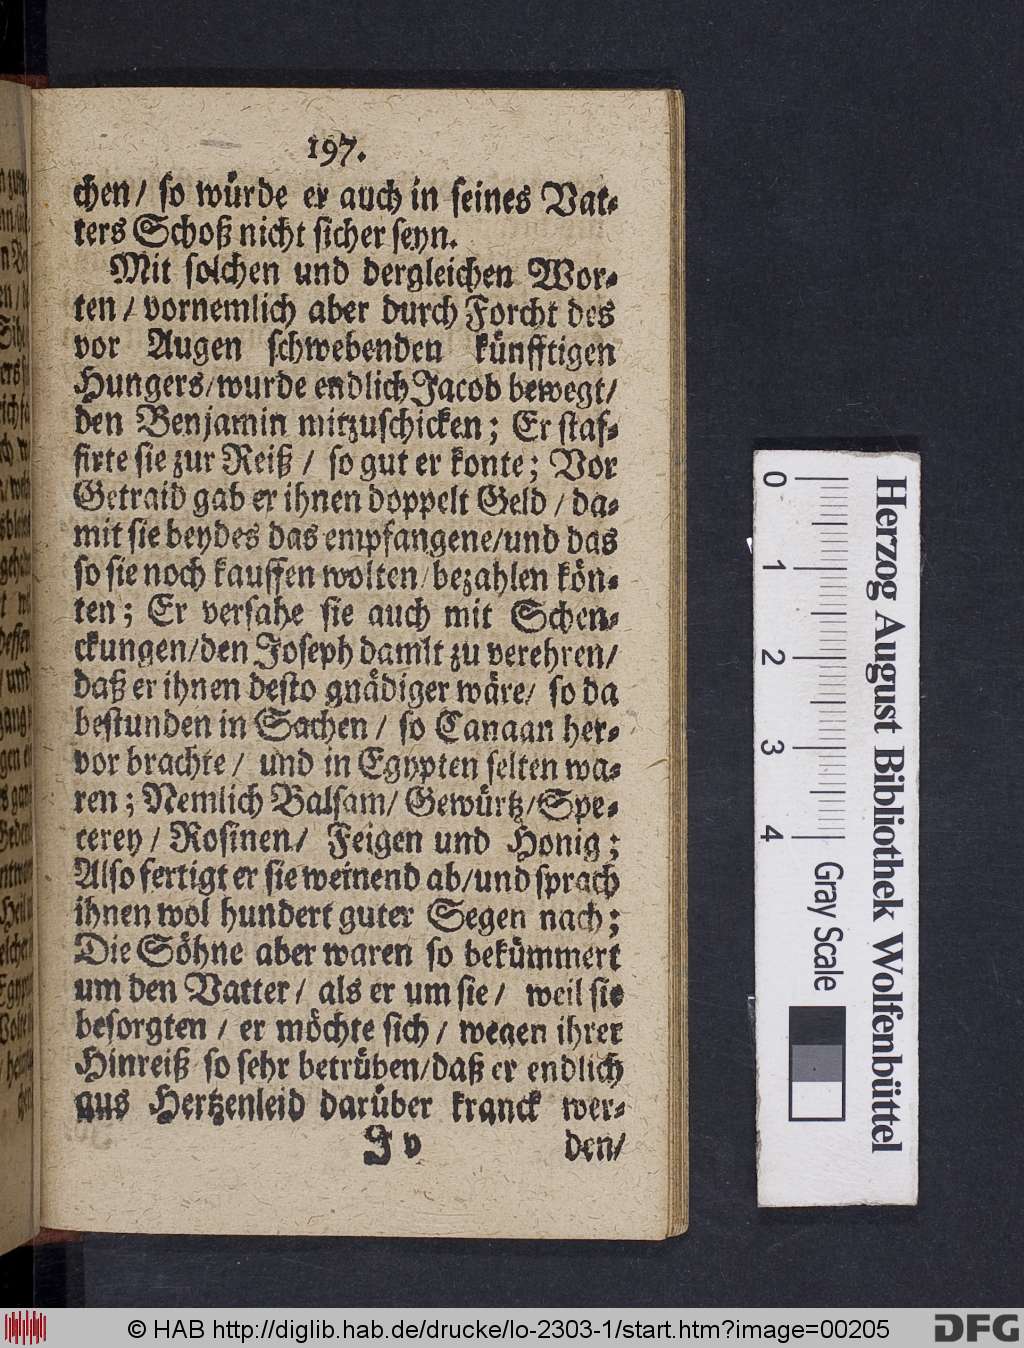 197.
chen/ so würde er auch in seines Vat-
ters Schoß nicht sicher seyn.
Mit solchen und dergleichen Wor-
ten/ vornemlich aber durch Forcht des
vor Augen schwebenden künfftigen
Hungers/wurde endlich Jacob bewegt/
den Benjamin mitzuschicken; Er staf-
firte sie zur Reiß / so gut er konte; Vor
Getraid gab er ihnen doppelt Geld / da-
mit sie beydes das empfangene/und das
so sie noch kauffen wolten/bezahlen kön-
ten; Er versahe sie auch mit Schen-
ckungen/den Joseph damit zu verehren/
daß er ihnen desto gnädiger wäre/ so da
bestunden in Sachen / so Canaan her-
vor brachte / und in Egypten selten wa-
ren; Nemlich Balsam/ Gewürtz/Spe-
cerey / Rosinen/ Feigen und Honig;
Also fertigt er sie weinend ab/und sprach
ihnen wol hundert guter Segen nach;
Die Söhne aber waren so bekümmert
um den Vatter/ als er um sie/ weil sie
besorgten / er möchte sich / wegen ihrer
Hinreiß so sehr betrüben/daß er endlich
aus Hertzenleid darüber kranck wer-
J v den/
Herzog August Bibliothek Wolfenbüttel
0 1 2 3 4
Gray Scale
© HAB http://diglib.hab.de/drucke/lo-2303-1/start.htm?image=00205
DFG